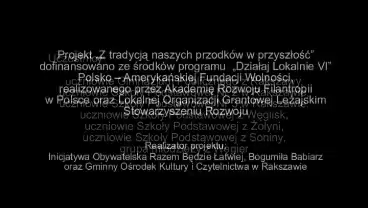 Projekt „Z tradycją naszych przodków w przyszłość”
dofinansowano ze środków programu „Działaj Lokalnie VI”
Polsko – Amerykańskiej Fundacji Wolności,
realizowanego przez Akademię Rozwoju Filantropii
w Polsce oraz Lokalnej Organizacji Grantowej Leżajskim
Stowarzyszeniu Rozwoju
uczniowie Szkoły Podstawowej z Węglisk,
uczniowie Szkoły Podstawowej z Żołyni,
uczniowie Szkoły Podstawowej z Soniny,
Realizator projektu:
Inicjatywa Obywatelska Razem Będzie Łatwiej, Bogumiła Babiarz
oraz Gminny Ośrodek Kultury i Czytelnictwa w Rakszawie